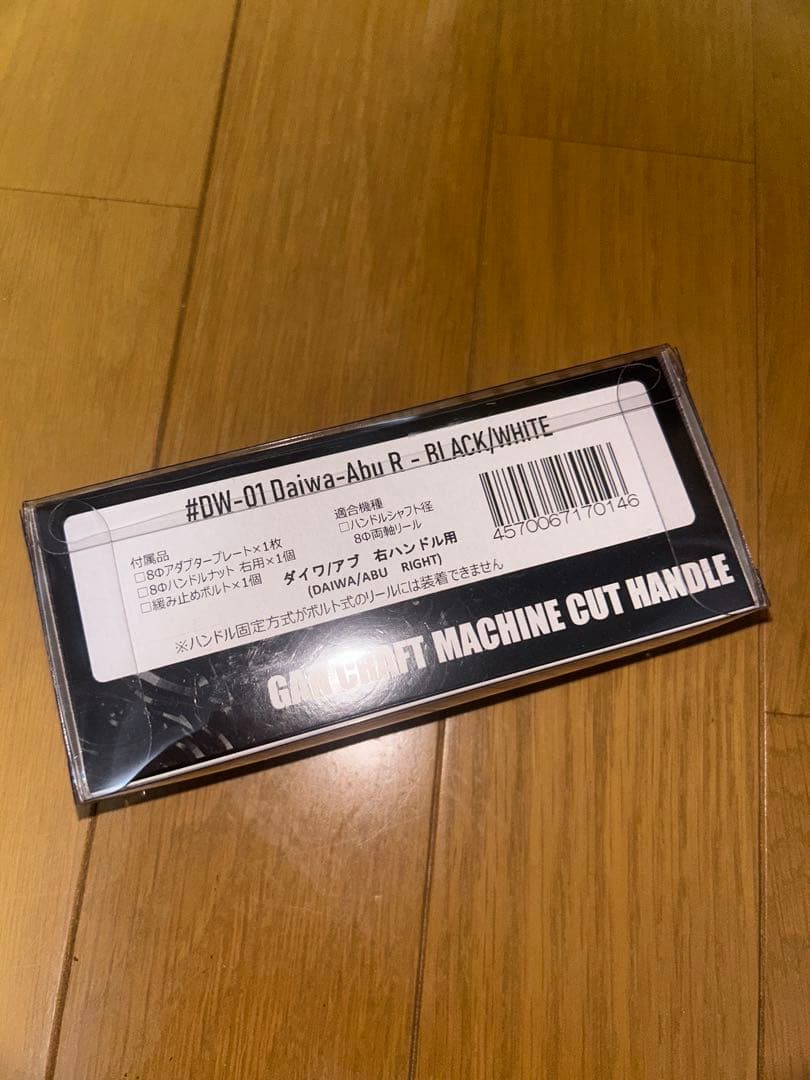 #DW-01 Daiwa-Abu R - BLACK/WHITE
付属品
□8Φアダプタープレート×1枚
□8Φハンドルナット 右用×1個
□緩み止めボルト×1個
適合機種
□ハンドルシャフト径
8Φ両軸リール
ダイワ/アブ 右ハンドル用
(DAIWA/ABU RIGHT)
4570067170146
※ハンドル固定方式がボルト式のリールには装着できません
GAN CRAFT MACHINE CUT HANDLE